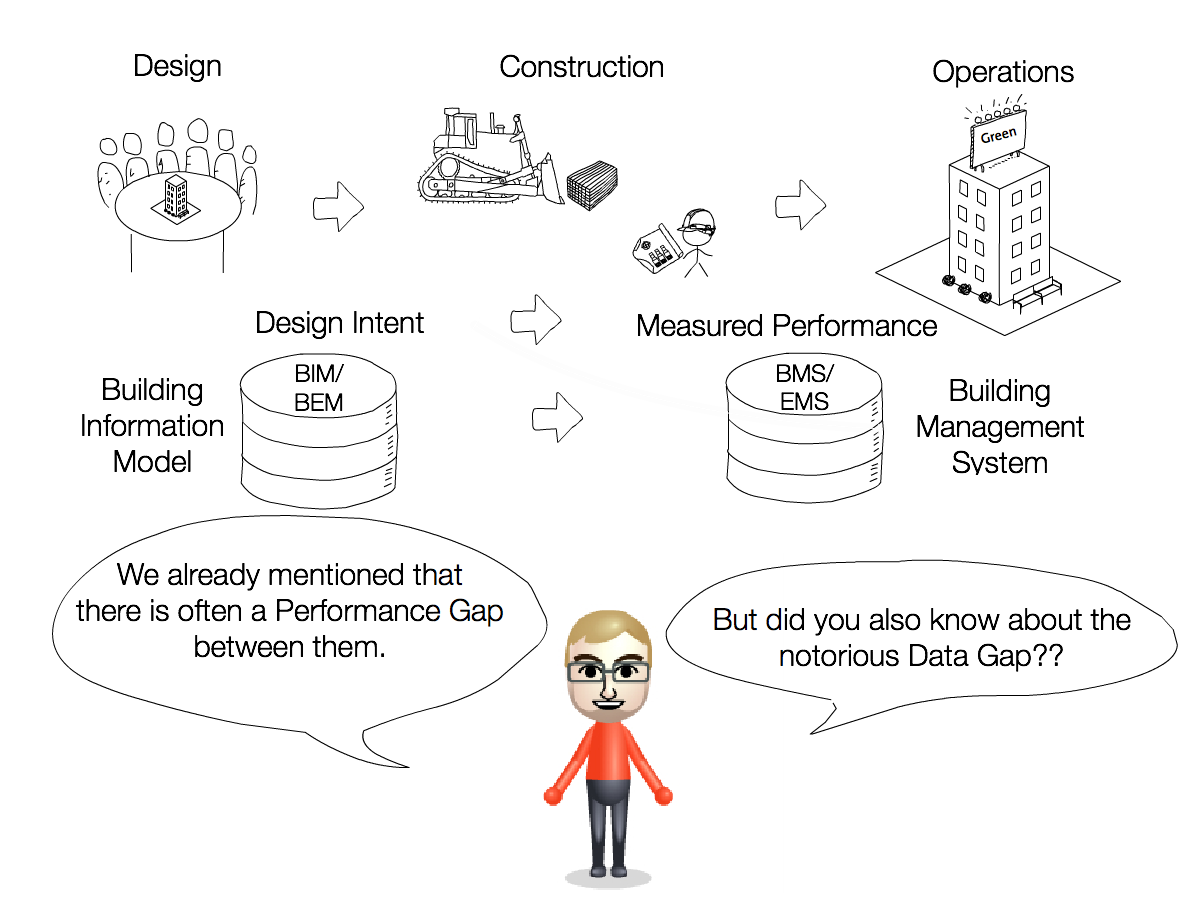 Design
Construction
Operations
Green
Design Intent
Measured Performance
BIM/
BEM
BMS/
EMS
Building
Information
Model
Building
Management
System
We already mentioned that
there is often a Performance Gap
between them.
But did you also know about the
notorious Data Gap??